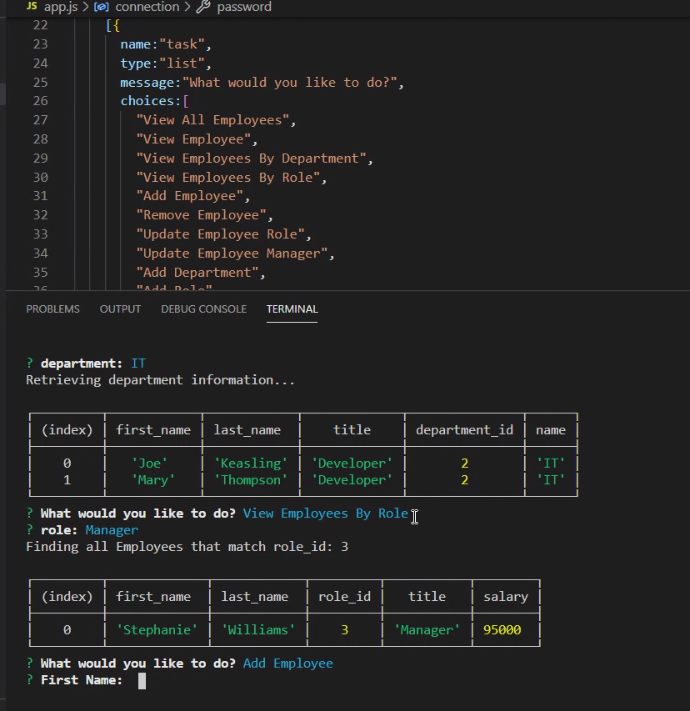 JS app.js > connection > password
22 [{
23 name:"task",
24 type:"list",
25 message:"What would you like to do?",
26 choices:[
27 "View All Employees",
28 "View Employee",
29 "View Employees By Department",
30 "View Employees By Role",
31 "Add Employee",
32 "Remove Employee",
33 "Update Employee Role",
34 "Update Employee Manager",
35 "Add Department",
36 "Add Role"
PROBLEMS OUTPUT DEBUG CONSOLE TERMINAL
? department: IT
Retrieving department information...
(index) first_name last_name title department_id name
0 'Joe' 'Keasling' 'Developer' 2 'IT'
1 'Mary' 'Thompson' 'Developer' 2 'IT'
? What would you like to do? View Employees By Role
? role: Manager
Finding all Employees that match role_id: 3
(index) first_name last_name role_id title salary
0 'Stephanie' 'Williams' 3 'Manager' 95000
? What would you like to do? Add Employee
? First Name: